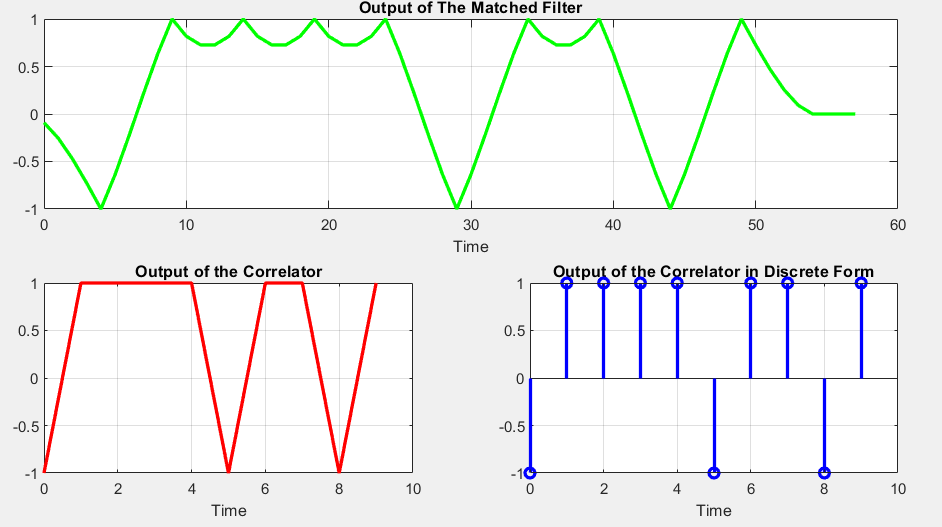 Output of The Matched Filter
1
0.5
0
-0.5
-1
0 10 20 30 40 50 60
Time
Output of the Correlator
1
0.5
0
-0.5
-1
0 2 4 6 8 10
Time
Output of the Correlator in Discrete Form
1
0.5
0
-0.5
-1
0 2 4 6 8 10
Time